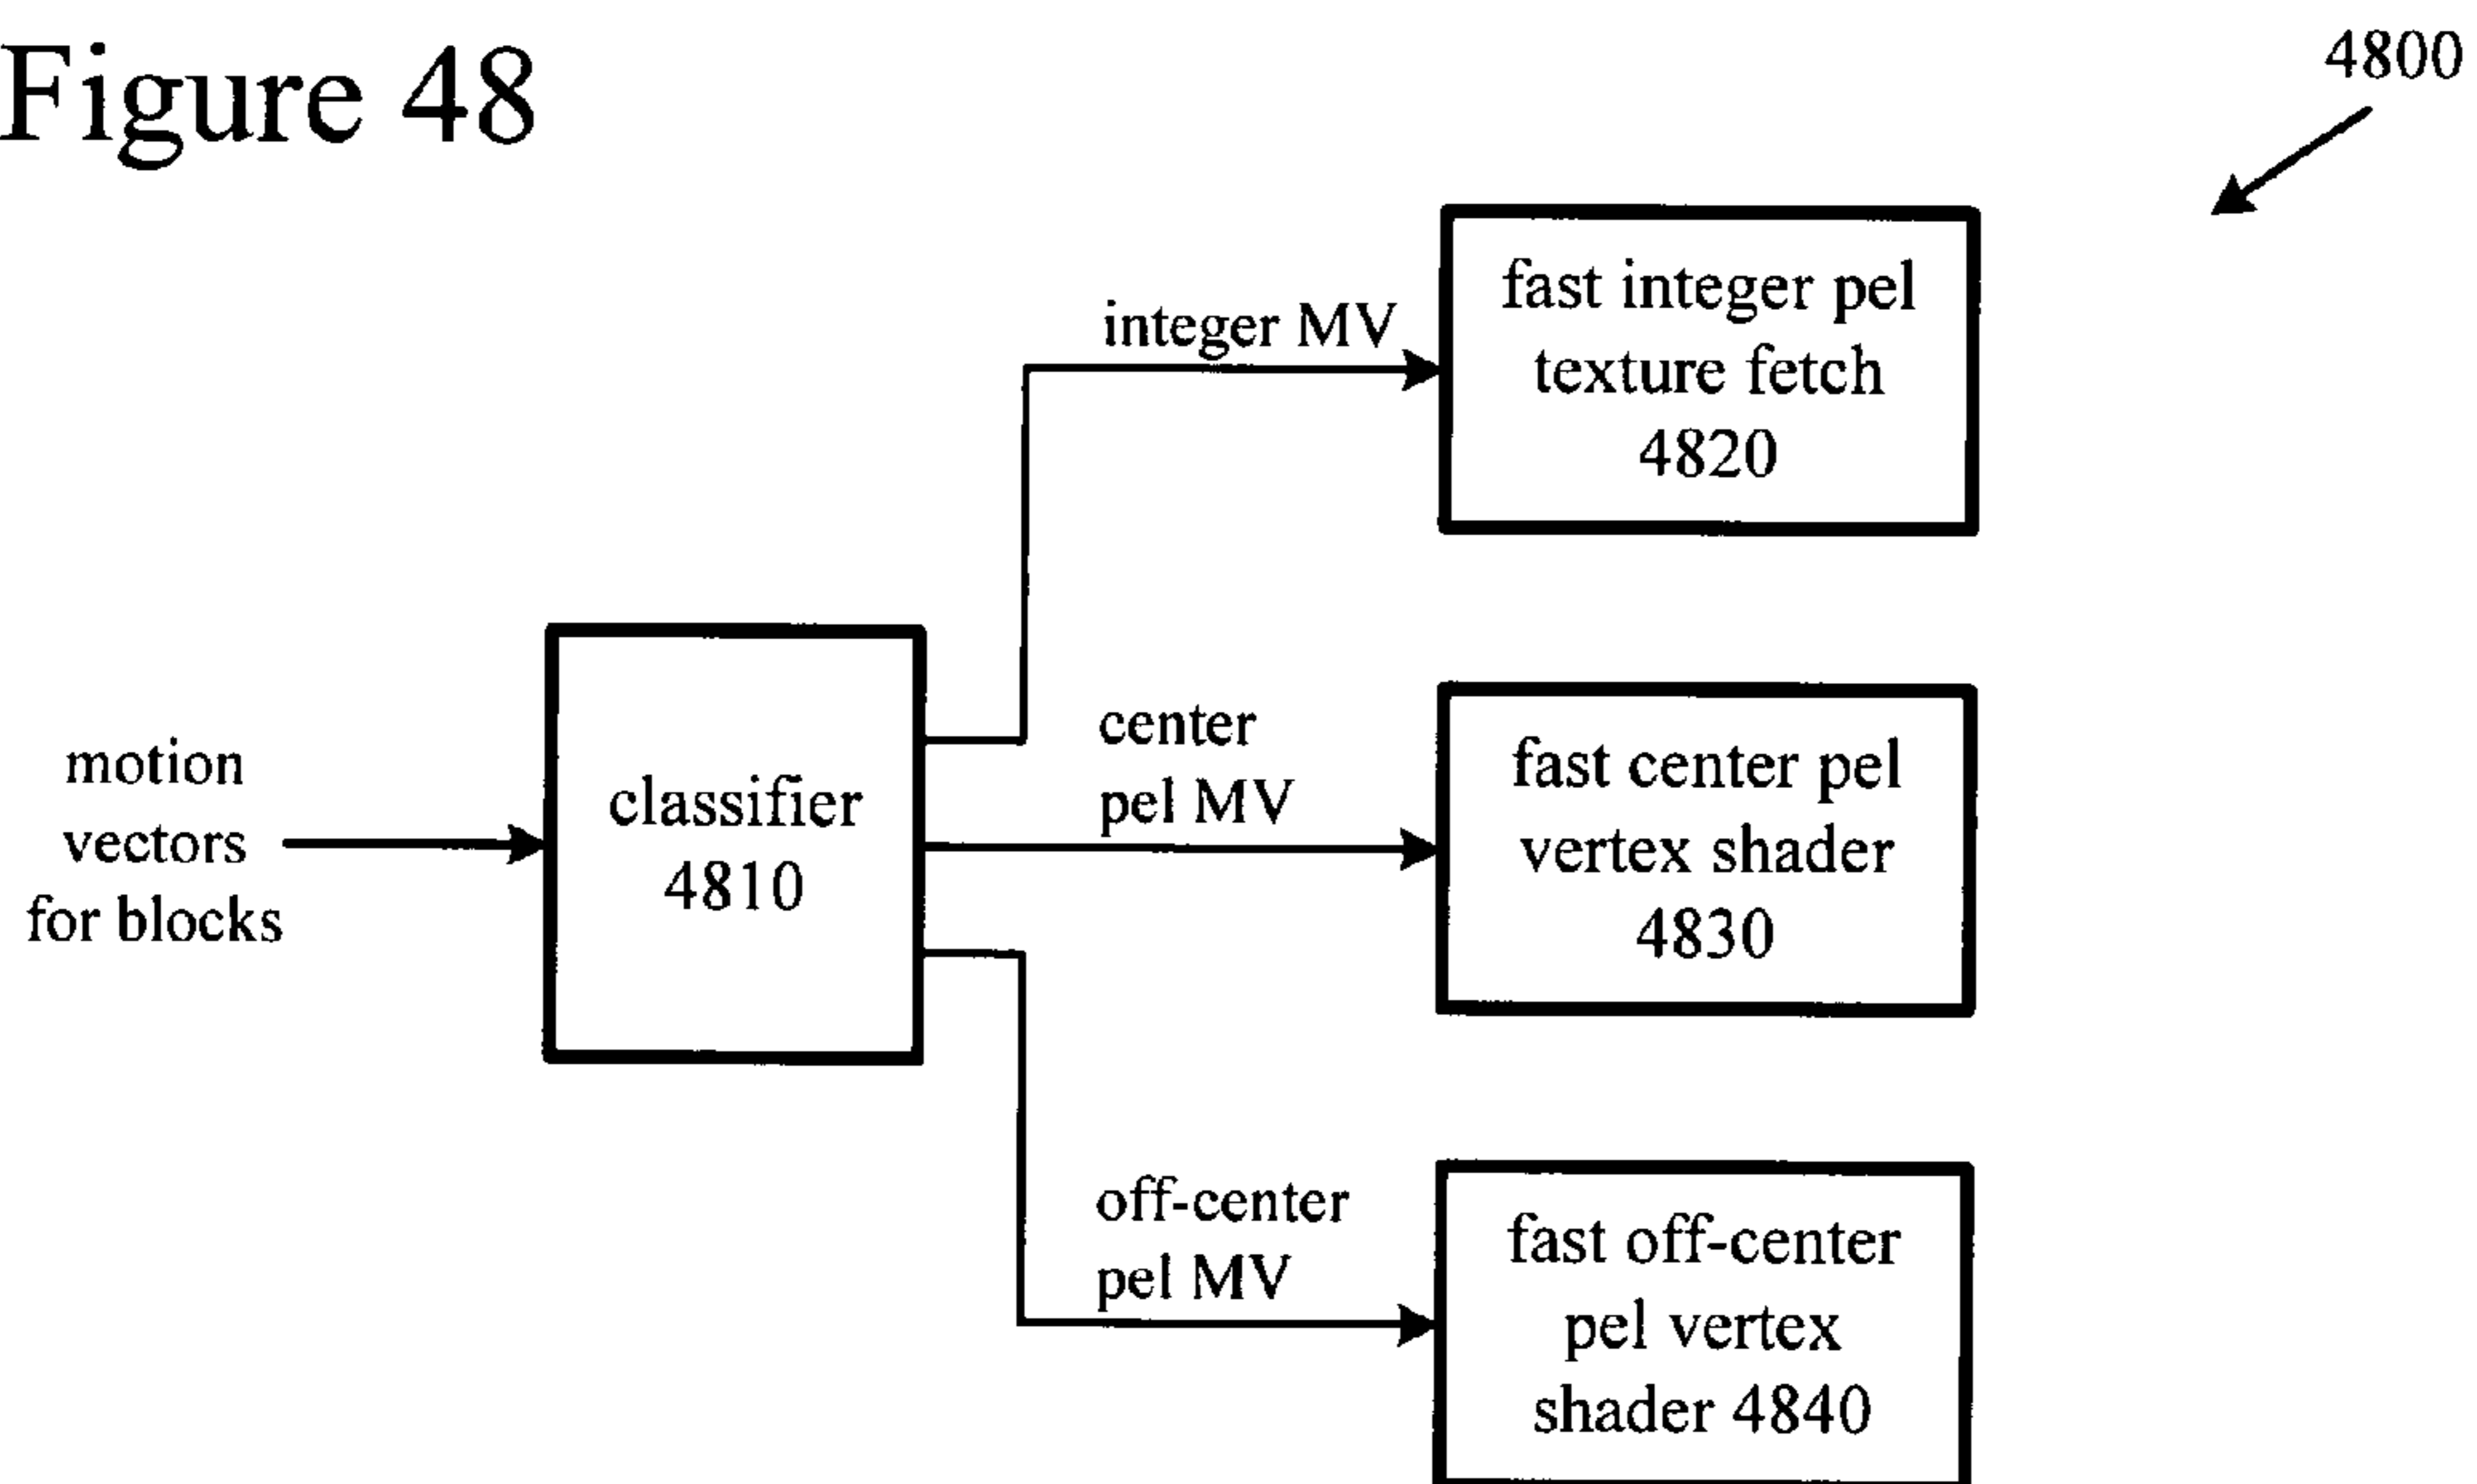 Figure 48
4800
integer MV
fast integer pel
texture fetch
4820
motion
vectors
for blocks
classifier
4810
center
pel MV
fast center pel
vertex shader
4830
off-center
pel MV
fast off-center
pel vertex
shader 4840